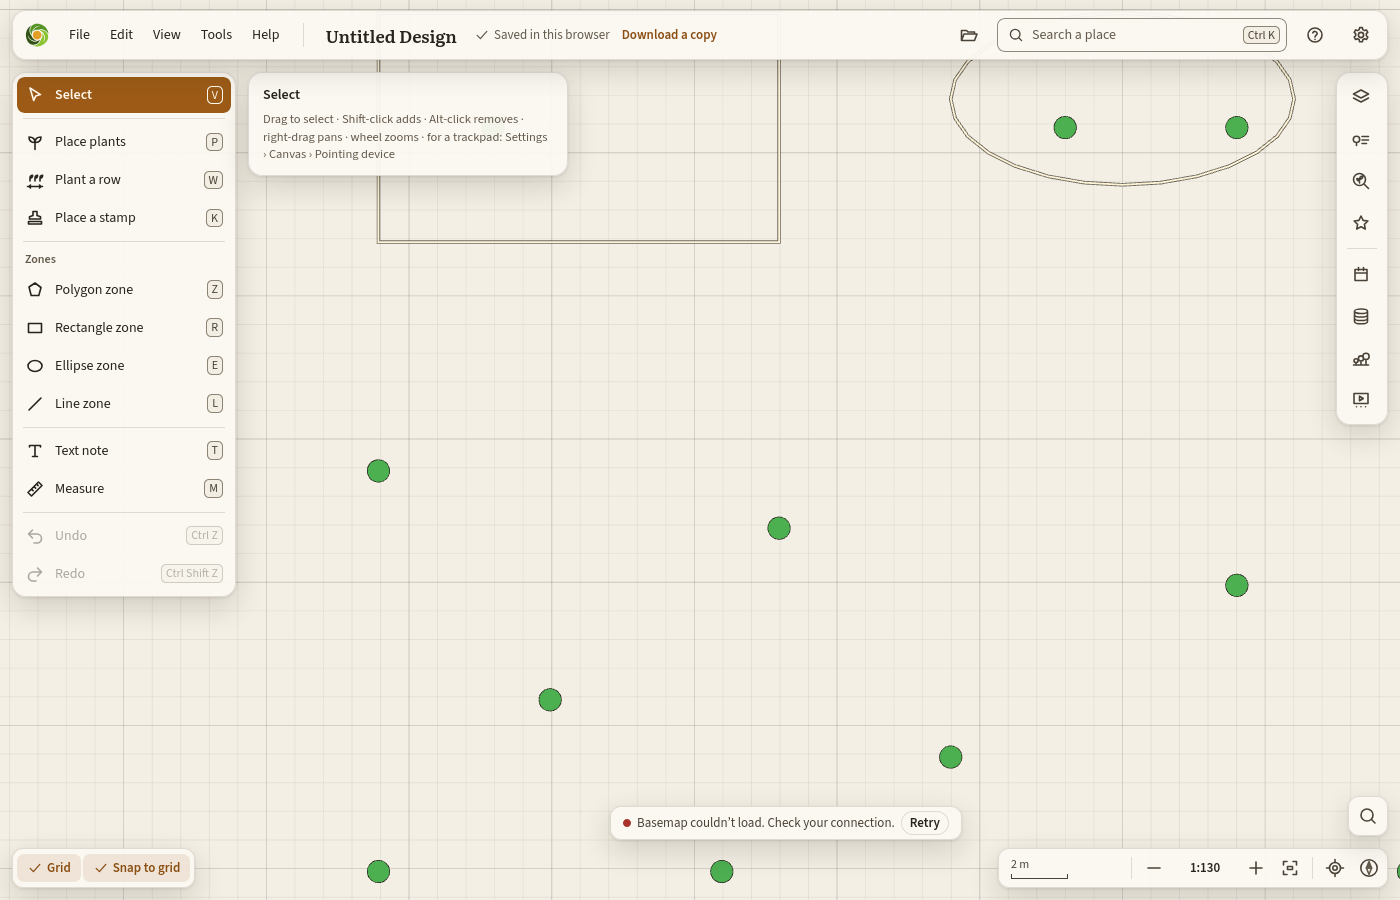 File Edit View Tools Help Untitled Design Saved in this browser Download a copy Search a place Ctrl K
Select V
Place plants P
Plant a row W
Place a stamp K
Zones
Polygon zone Z
Rectangle zone R
Ellipse zone E
Line zone L
Text note T
Measure M
Undo Ctrl Z
Redo Ctrl Shift Z
Select
Drag to select · Shift-click adds · Alt-click removes ·
right-drag pans · wheel zooms · for a trackpad: Settings
› Canvas › Pointing device
Basemap couldn’t load. Check your connection. Retry
Grid Snap to grid
2 m 1:130